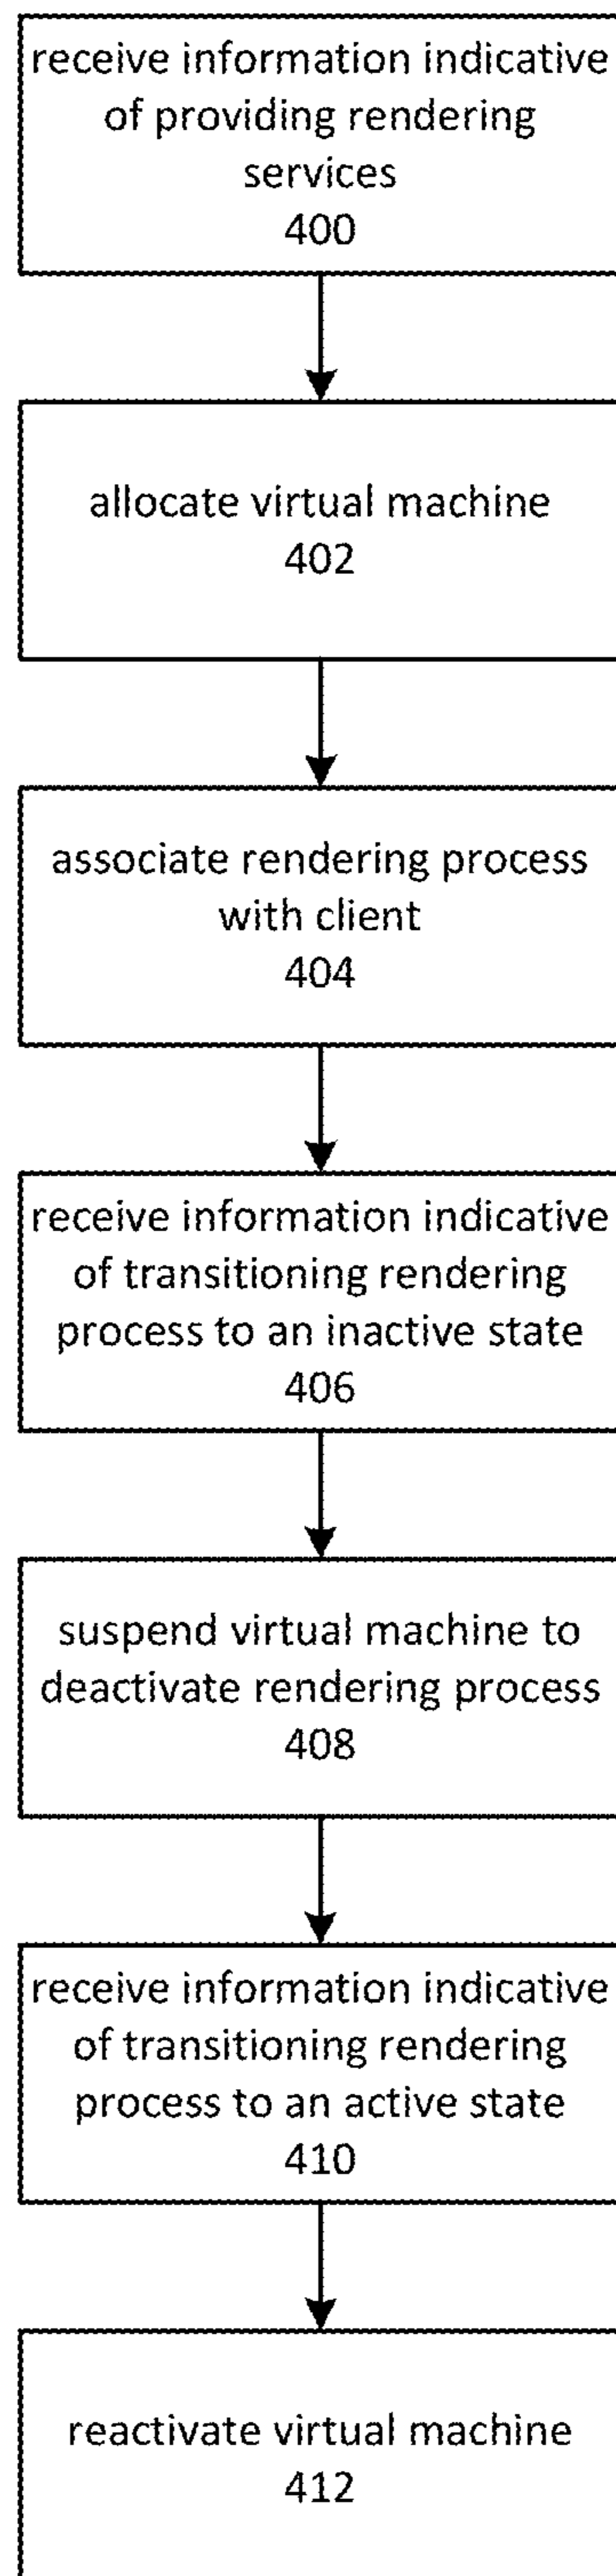 receive information indicative
of providing rendering
services
400
allocate virtual machine
402
associate rendering process
with client
404
receive information indicative
of transitioning rendering
process to an inactive state
406
suspend virtual machine to
deactivate rendering process
408
receive information indicative
of transitioning rendering
process to an active state
410
reactivate virtual machine
412